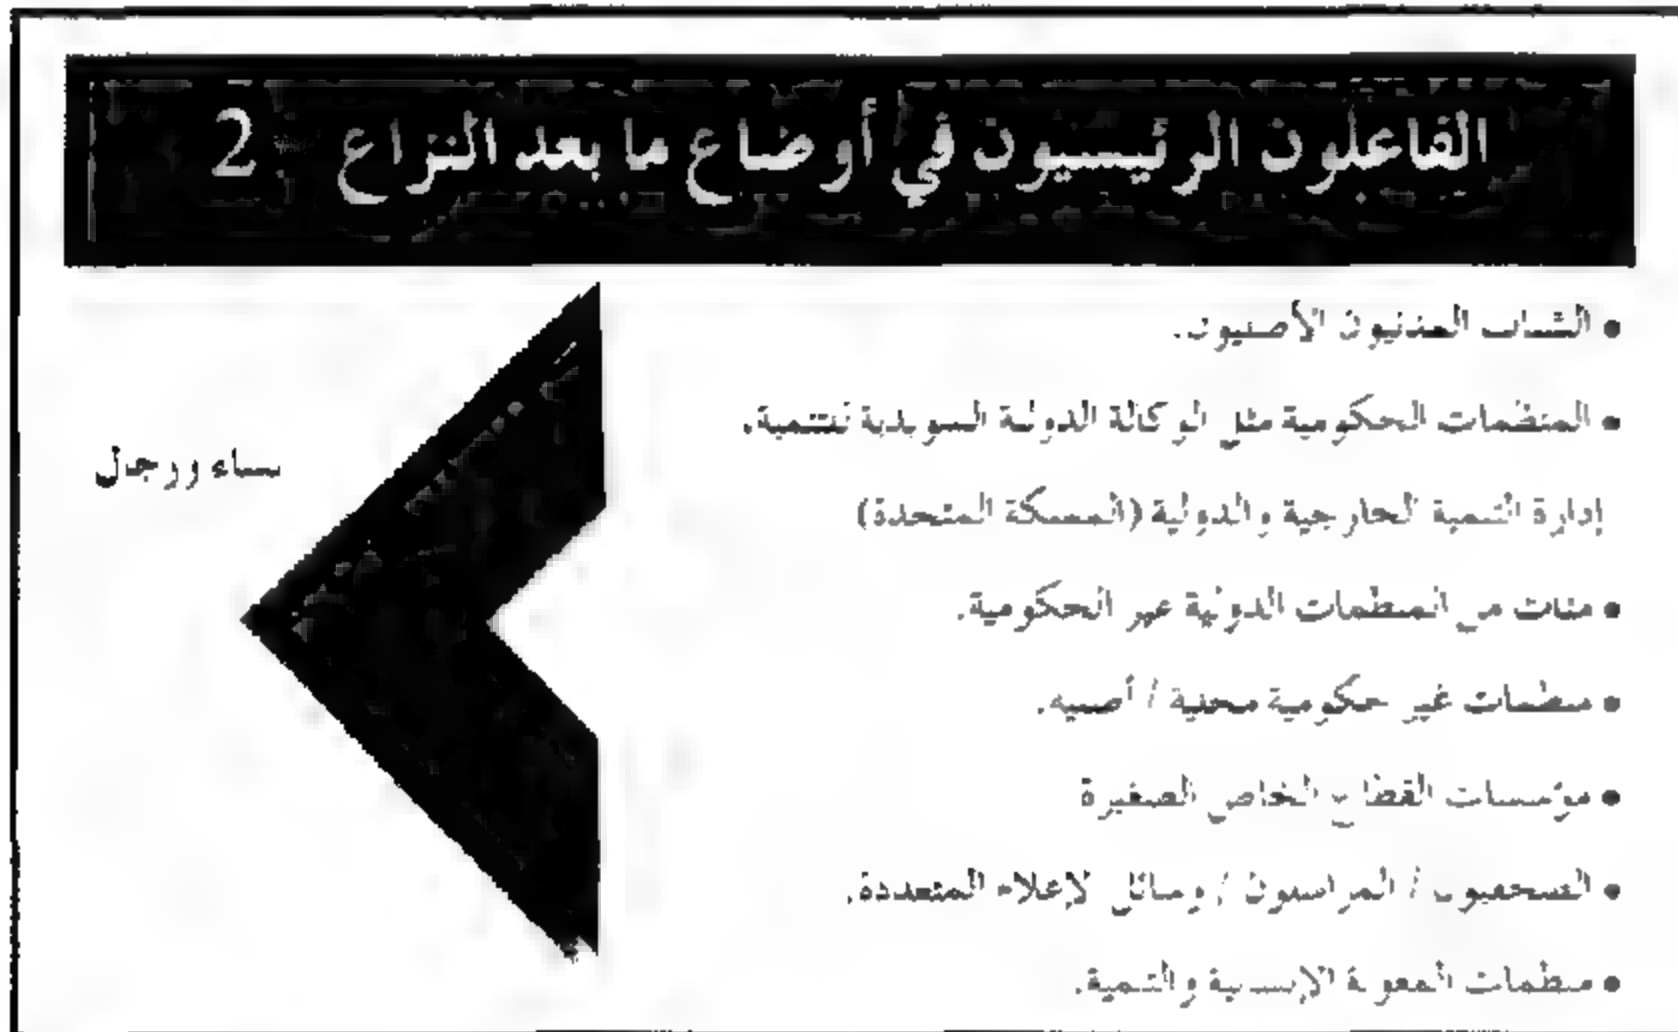 الفاعلون الرئيسيون في أوضاع ما بعد النزاع - 2
• الشباب المدنيون الأصليون.
• المنظمات الحكومية مثل الوكالة الدولية السويدية للتنمية،
إدارة التنمية الخارجية والدولية (المملكة المتحدة)
• مئات من المنظمات الدولية غير الحكومية.
• منظمات غير حكومية محلية / أصلية.
• مؤسسات القطاع الخاص الصغيرة
• الصحفيون / المراسلون / وسائل الإعلام المتعددة.
• منظمات المعونة الإنسانية والتنمية.
نساء ورجال